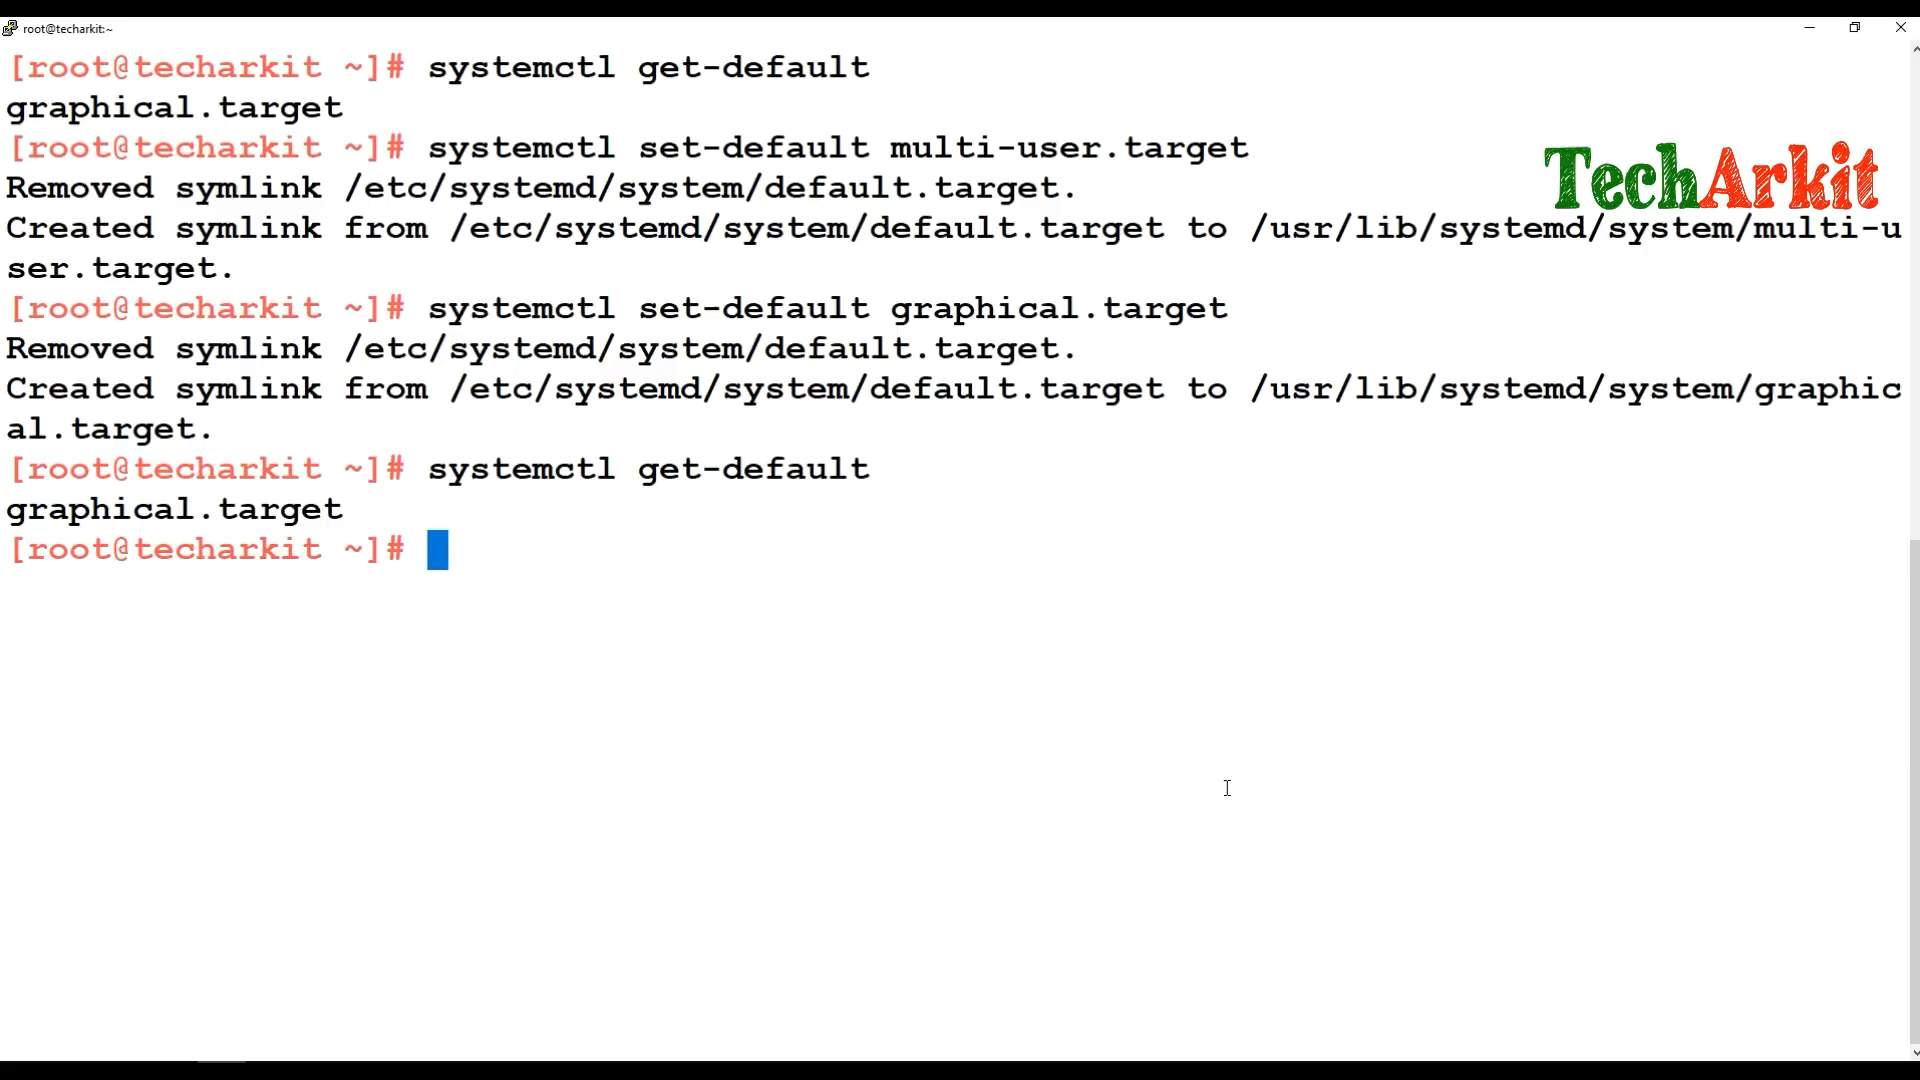 root@techarkit:~
[root@techarkit ~]# systemctl get-default
graphical.target
[root@techarkit ~]# systemctl set-default multi-user.target
TechArkit
Removed symlink /etc/systemd/system/default.target.
Created symlink from /etc/systemd/system/default.target to /usr/lib/systemd/system/multi-u
ser.target.
[root@techarkit ~]# systemctl set-default graphical.target
Removed symlink /etc/systemd/system/default.target.
Created symlink from /etc/systemd/system/default.target to /usr/lib/systemd/system/graphic
al.target.
[root@techarkit ~]# systemctl get-default
graphical.target
[root@techarkit ~]#